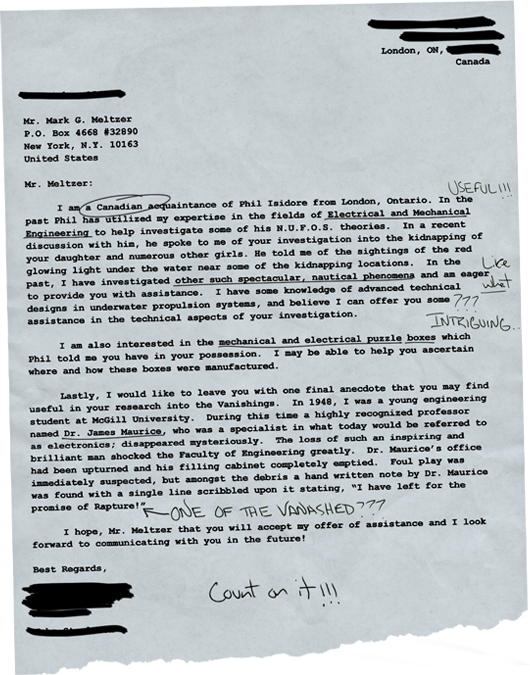 London, ON,
Canada
Mr. Mark G. Meltzer
P.O. Box 4668 #32890
New York, N.Y. 10163
United States
Mr. Meltzer:
USEFUL!!!
I am a Canadian acquaintance of Phil Isidore from London, Ontario. In the
past Phil has utilized my expertise in the fields of Electrical and Mechanical
Engineering to help investigate some of his N.U.F.O.S. theories. In a recent
discussion with him, he spoke to me of your investigation into the kidnapping of
your daughter and numerous other girls. He told me of the sightings of the red
glowing light under the water near some of the kidnapping locations. In the
past, I have investigated other such spectacular, nautical phenomena and am eager
to provide you with assistance. I have some knowledge of advanced technical
designs in underwater propulsion systems, and believe I can offer you some
assistance in the technical aspects of your investigation.
Like
what
???
INTRIGUING..
I am also interested in the mechanical and electrical puzzle boxes which
Phil told me you have in your possession. I may be able to help you ascertain
where and how these boxes were manufactured.
Lastly, I would like to leave you with one final anecdote that you may find
useful in your research into the Vanishings. In 1948, I was a young engineering
student at McGill University. During this time a highly recognized professor
named Dr. James Maurice, who was a specialist in what today would be referred to
as electronics; disappeared mysteriously. The loss of such an inspiring and
brilliant man shocked the Faculty of Engineering greatly. Dr. Maurice's office
had been upturned and his filling cabinet completely emptied. Foul play was
immediately suspected, but amongst the debris a hand written note by Dr. Maurice
was found with a single line scribbled upon it stating, "I have left for the
promise of Rapture!"
ONE OF THE VANASHED???
I hope, Mr. Meltzer that you will accept my offer of assistance and I look
forward to communicating with you in the future!
Best Regards,
Count on it!!!